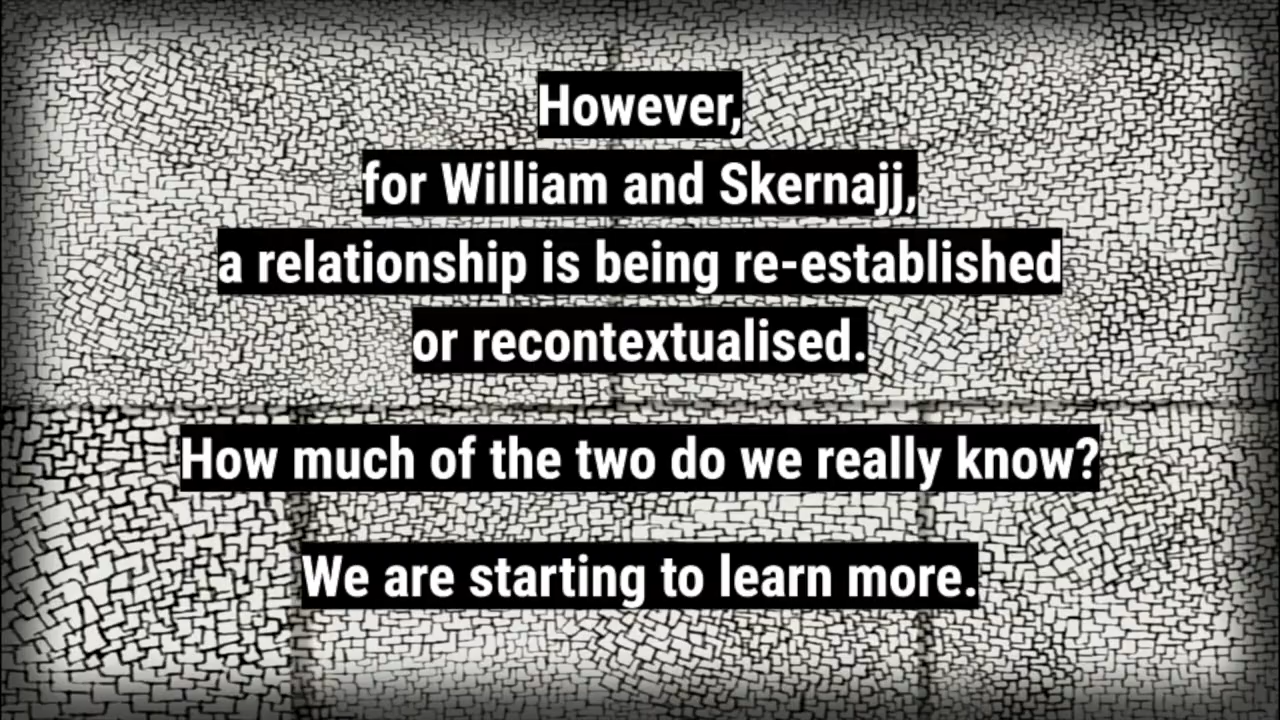 However,
for William and Skernajj,
a relationship is being re-established
or recontextualised.
How much of the two do we really know?
We are starting to learn more.